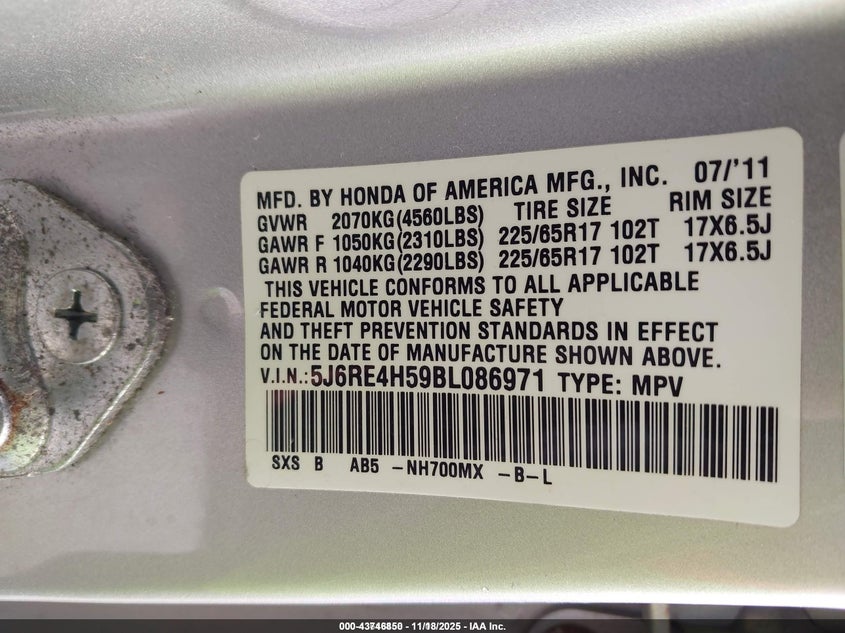 MFD. BY HONDA OF AMERICA MFG., INC. 07/'11
GVWR 2070KG(4560LBS) TIRE SIZE RIM SIZE
GAWR F 1050KG(2310LBS) 225/65R17 102T 17X6.5J
GAWR R 1040KG(2290LBS) 225/65R17 102T 17X6.5J
THIS VEHICLE CONFORMS TO ALL APPLICABLE
FEDERAL MOTOR VEHICLE SAFETY
AND THEFT PREVENTION STANDARDS IN EFFECT
ON THE DATE OF MANUFACTURE SHOWN ABOVE.
V.I.N.:5J6RE4H59BL086971 TYPE: MPV
SXS B AB5 -NH700MX -B-L
11/18/2025 - IAA Inc.